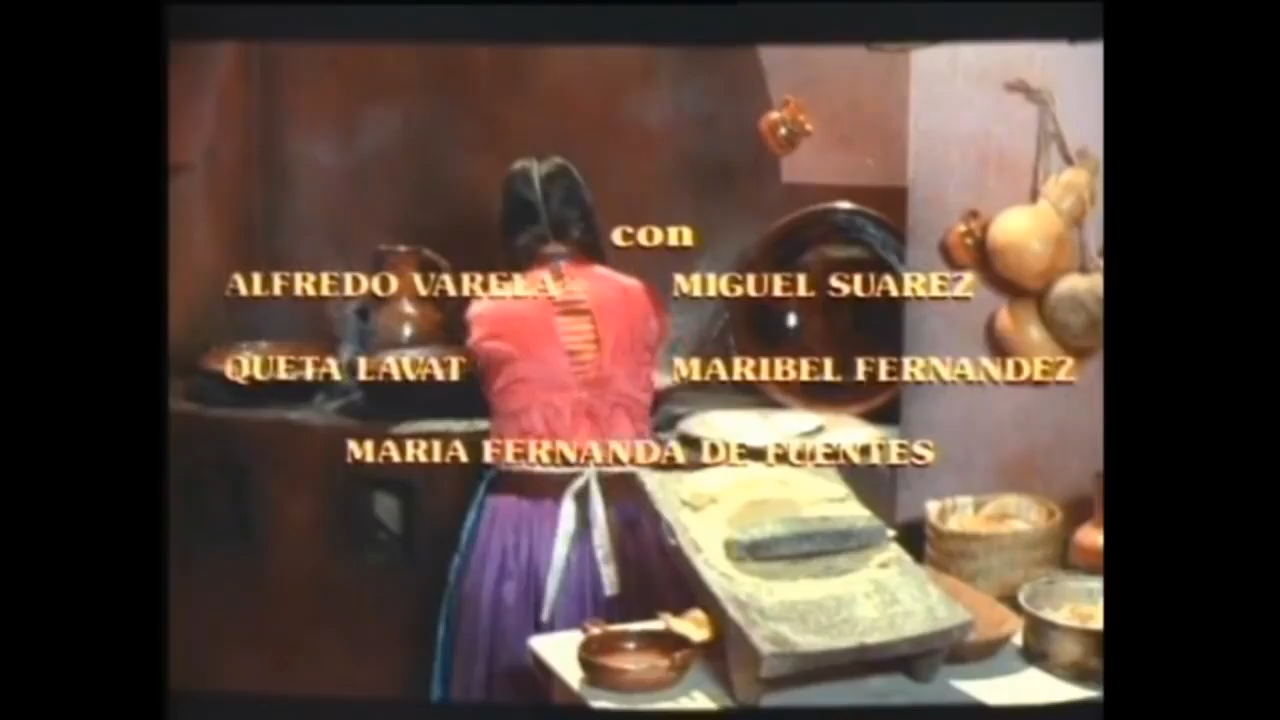 con
ALFREDO VARELA MIGUEL SUAREZ
QUETA LAVAT MARIBEL FERNANDEZ
MARIA FERNANDA DE FUENTES